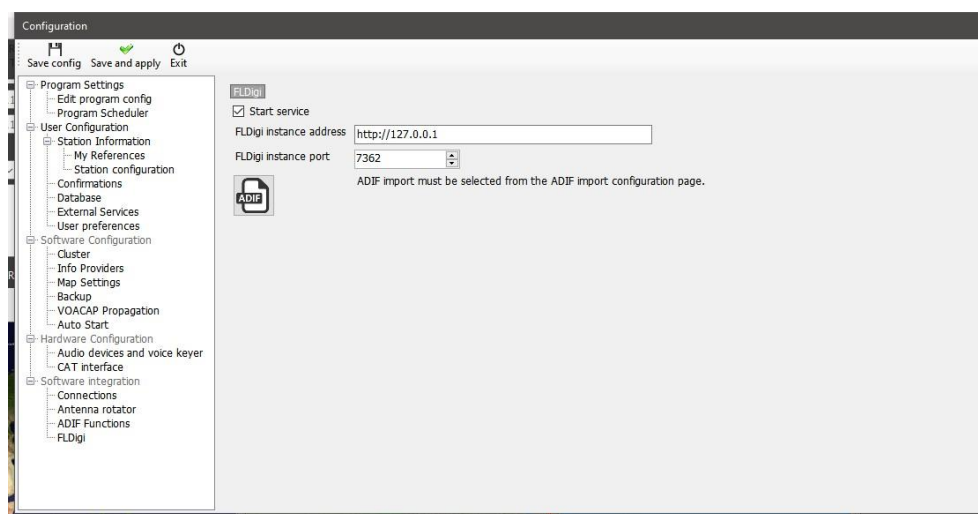 Configuration
Save config Save and apply Exit
Program Settings
Edit program config
Program Scheduler
User Configuration
Station Information
My References
Station configuration
Confirmations
Database
External Services
User preferences
Software Configuration
Cluster
Info Providers
Map Settings
Backup
VOACAP Propagation
Auto Start
Hardware Configuration
Audio devices and voice keyer
CAT interface
Software integration
Connections
Antenna rotator
ADIF Functions
FLDigi
FLDigi
Start service
FLDigi instance address http://127.0.0.1
FLDigi instance port 7362
ADIF import must be selected from the ADIF import configuration page.
ADIF